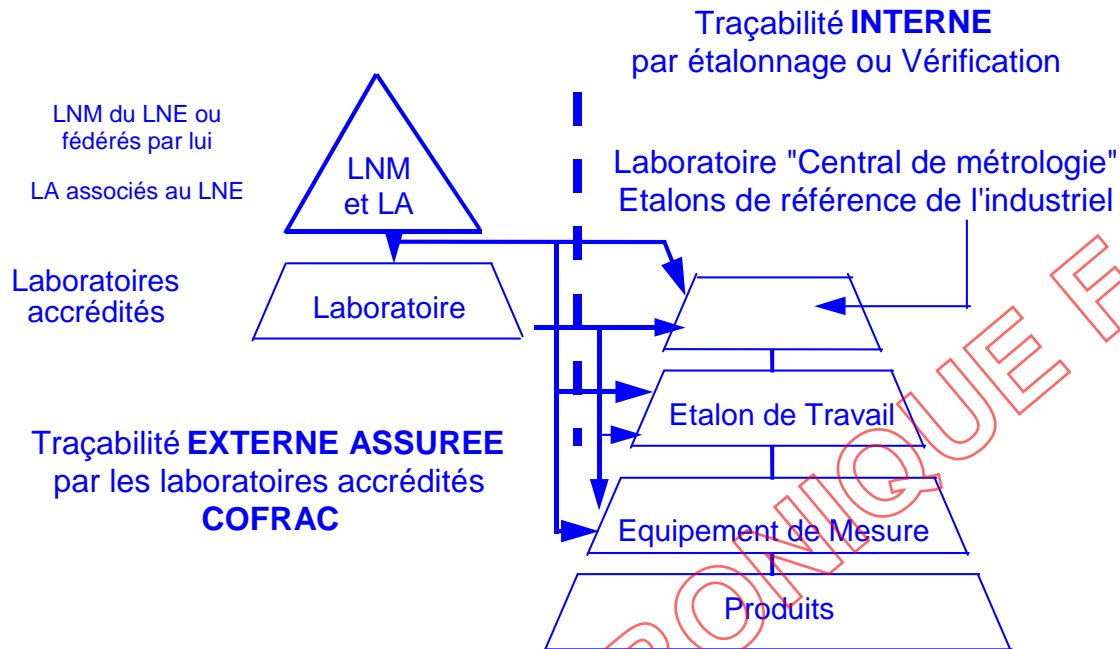 Traçabilité INTERNE
par étalonnage ou Vérification
LNM du LNE ou
fédérés par lui
LA associés au LNE
LNM
et LA
Laboratoire "Central de métrologie"
Etalons de référence de l'industriel
Laboratoires
accrédités
Laboratoire
Etalon de Travail
Traçabilité EXTERNE ASSUREE
par les laboratoires accrédités
COFRAC
Equipement de Mesure
Produits
RONIQUE F